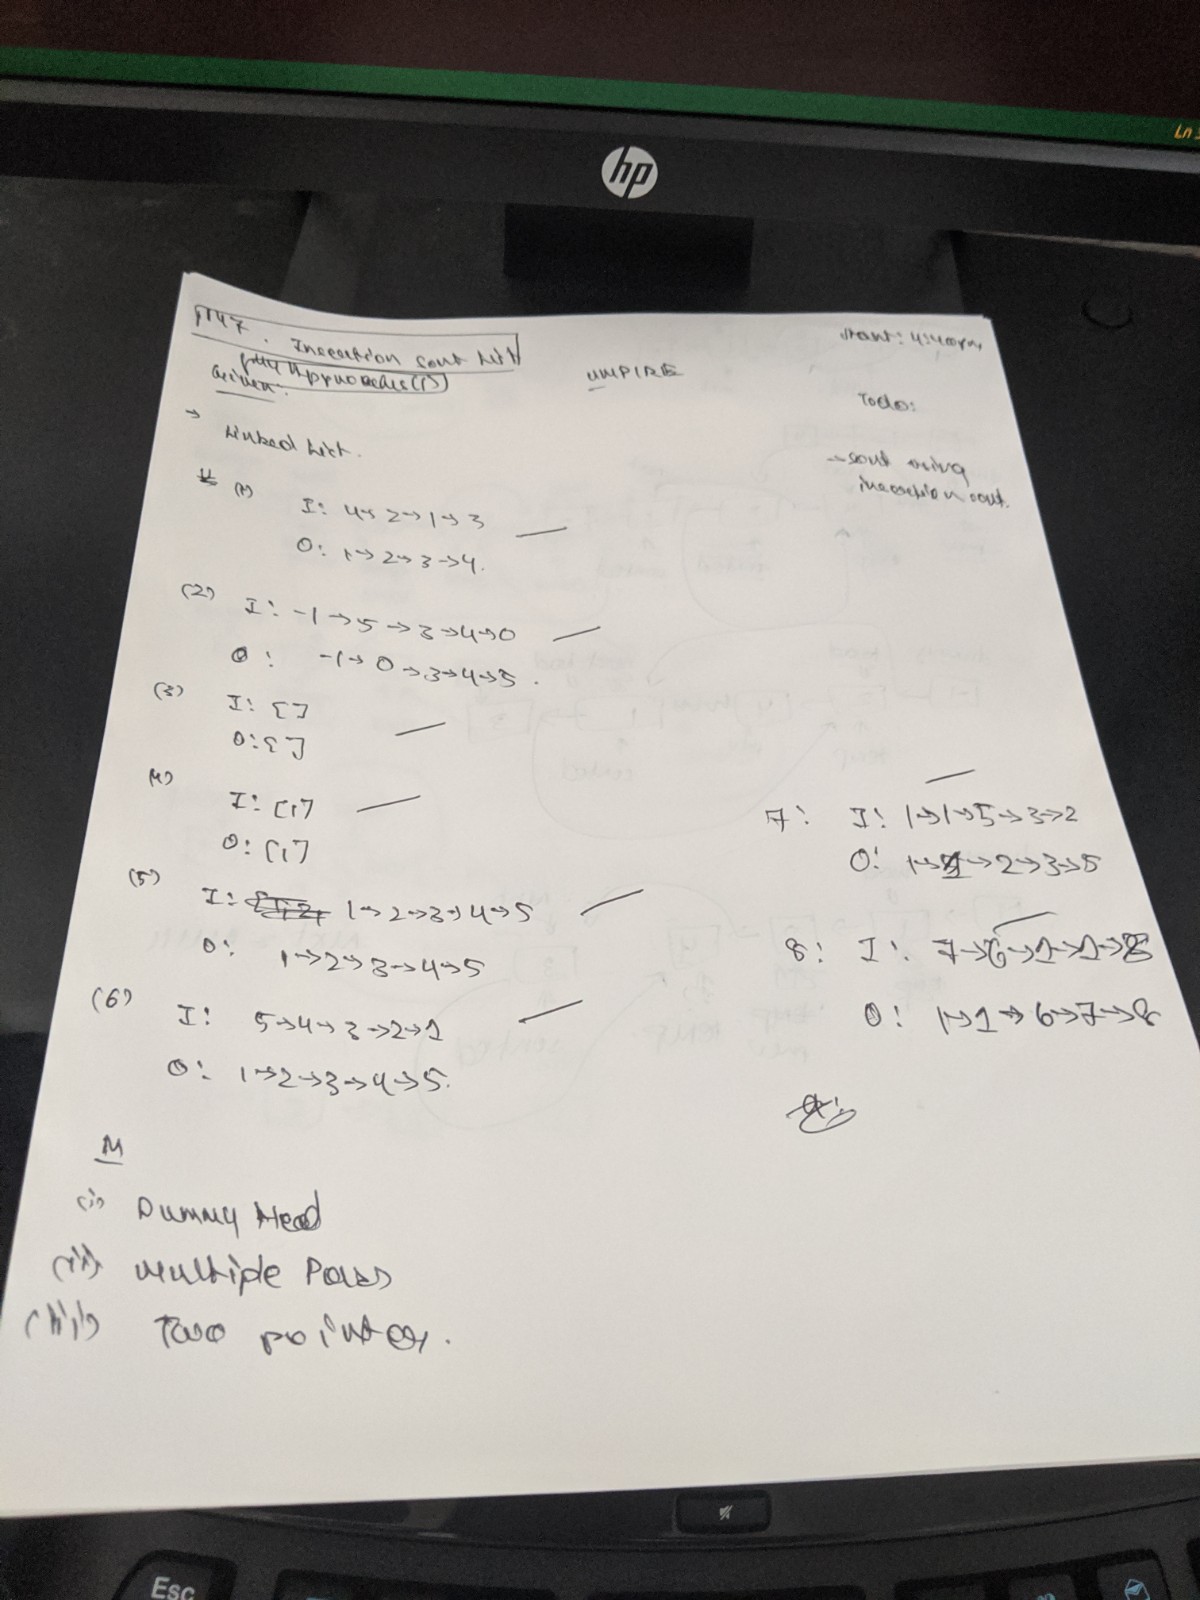 Ln
hp
147. Insertion Sort List
Approaches(1)
Given:
UMPIRE
Start: 4:40pm
Todo:
→ sort using
insertion sort.
→ Linked List.
U (1) I: 4→2→1→3
O: 1→2→3→4.
(2) I: -1→5→3→4→0
O: -1→0→3→4→5.
(3) I: []
O: []
(4) I: [1]
O: [1]
(5) I: 1→2→3→4→5
O: 1→2→3→4→5
(6) I: 5→4→3→2→1
O: 1→2→3→4→5.
7: I: 1→1→5→3→2
O: 1→1→2→3→5
8: I: 7→6→1→1→8
O: 1→1→6→7→8
M
(i) Dummy Head
(ii) Multiple Pass
(iii) Two pointer.
Esc